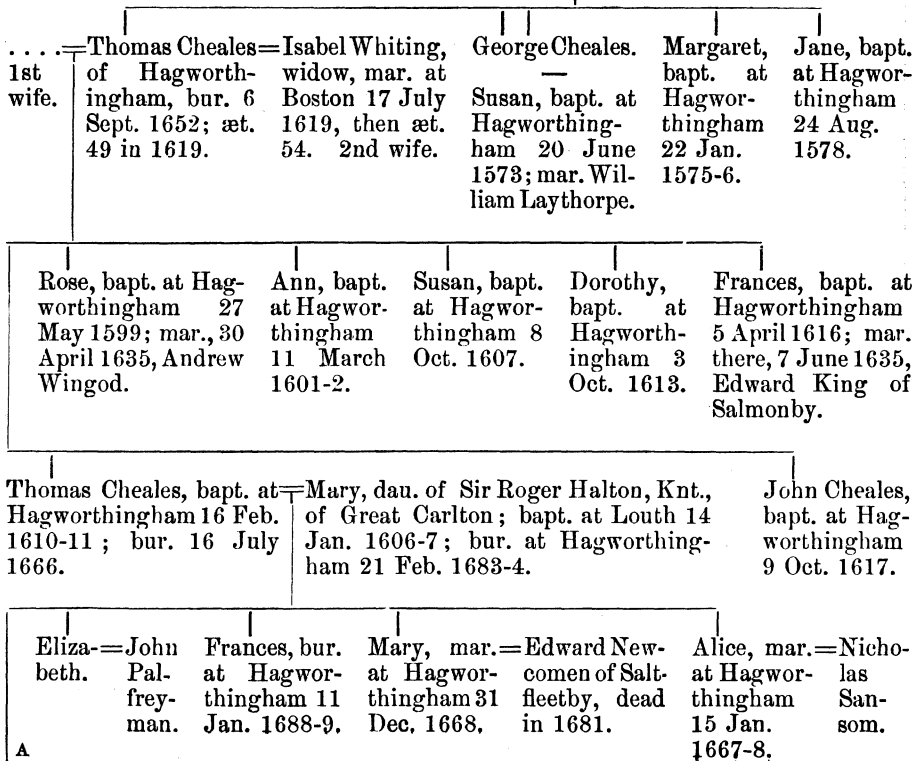 . . . .=Thomas Cheales=Isabel Whiting,
1st of Hagworth- widow, mar. at
wife. ingham, bur. 6 Boston 17 July
Sept. 1652; æt. 1619, then æt.
49 in 1619. 54. 2nd wife.
George Cheales.
—
Susan, bapt. at
Hagworthing-
ham 20 June
1573; mar. Wil-
liam Laythorpe.
Margaret,
bapt. at
Hagwor-
thingham
22 Jan.
1575-6.
Jane, bapt.
at Hagwor-
thingham
24 Aug.
1578.
Rose, bapt. at Hag-
worthingham 27
May 1599; mar., 30
April 1635, Andrew
Wingod.
Ann, bapt.
at Hagwor-
thingham
11 March
1601-2.
Susan, bapt.
at Hagwor-
thingham 8
Oct. 1607.
Dorothy,
bapt. at
Hagworth-
ingham 3
Oct. 1613.
Frances, bapt. at
Hagworthingham
5 April 1616; mar.
there, 7 June 1635,
Edward King of
Salmonby.
Thomas Cheales, bapt. at=Mary, dau. of Sir Roger Halton, Knt.,
Hagworthingham 16 Feb. of Great Carlton; bapt. at Louth 14
1610-11; bur. 16 July Jan. 1606-7; bur. at Hagworthing-
1666. ham 21 Feb. 1683-4.
John Cheales,
bapt. at Hag-
worthingham
9 Oct. 1617.
Eliza-=John
beth. Pal-
frey-
man.
Frances, bur.
at Hagwor-
thingham 11
Jan. 1688-9.
Mary, mar.=Edward New-
at Hagwor- comen of Salt-
thingham 31 fleetby, dead
Dec. 1668. in 1681.
Alice, mar.=Nicho-
at Hagwor- las
thingham San-
15 Jan. som.
1667-8.
A